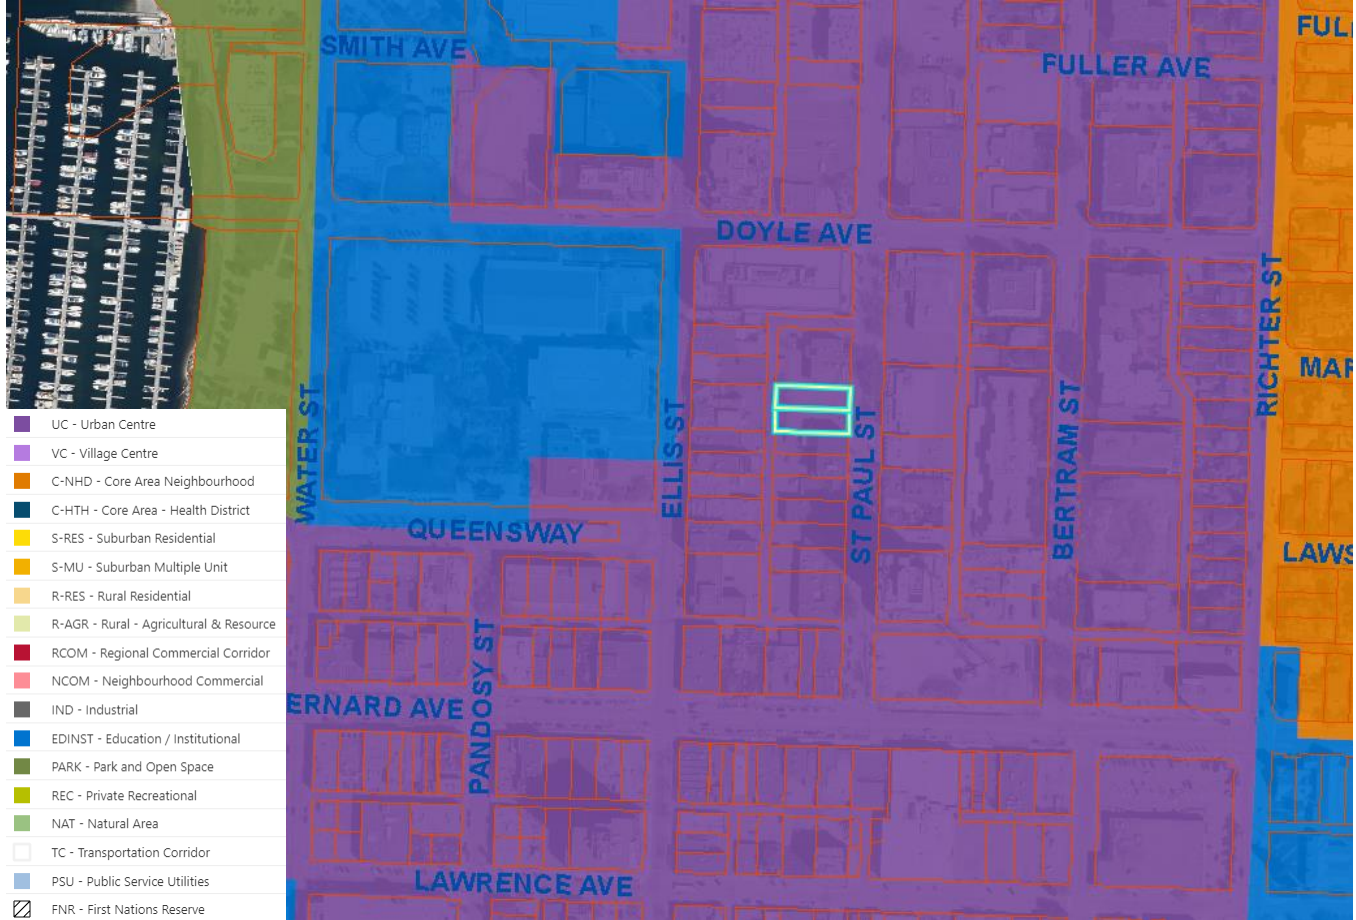 SMITH AVE
FULLER AVE
FUL
DOYLE AVE
RICHTER ST
MAR
WATER ST
ELLIS ST
ST PAUL ST
BERTRAM ST
QUEENSWAY
LAWS
PANDOSY ST
ERNARD AVE
LAWRENCE AVE
UC - Urban Centre
VC - Village Centre
C-NHD - Core Area Neighbourhood
C-HTH - Core Area - Health District
S-RES - Suburban Residential
S-MU - Suburban Multiple Unit
R-RES - Rural Residential
R-AGR - Rural - Agricultural & Resource
RCOM - Regional Commercial Corridor
NCOM - Neighbourhood Commercial
IND - Industrial
EDINST - Education / Institutional
PARK - Park and Open Space
REC - Private Recreational
NAT - Natural Area
TC - Transportation Corridor
PSU - Public Service Utilities
FNR - First Nations Reserve